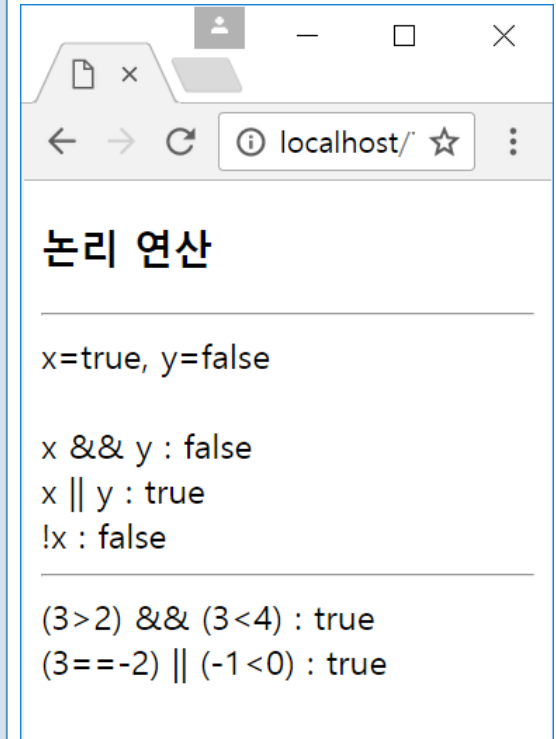 localhost/
논리 연산
x=true, y=false
x && y : false
x || y : true
!x : false
(3>2) && (3<4) : true
(3==-2) || (-1<0) : true